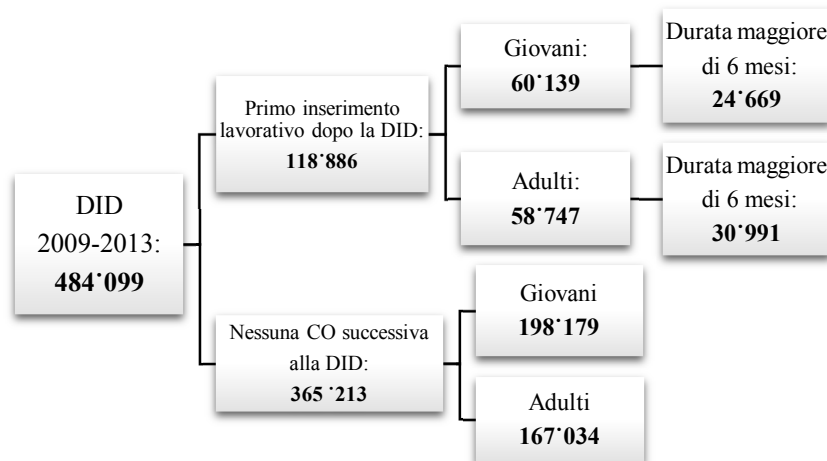 DID
2009-2013:
484˙099
Primo inserimento
lavorativo dopo la DID:
118˙886
Giovani:
60˙139
Durata maggiore
di 6 mesi:
24˙669
Adulti:
58˙747
Durata maggiore
di 6 mesi:
30˙991
Nessuna CO successiva
alla DID:
365 ˙213
Giovani
198˙179
Adulti
167˙034